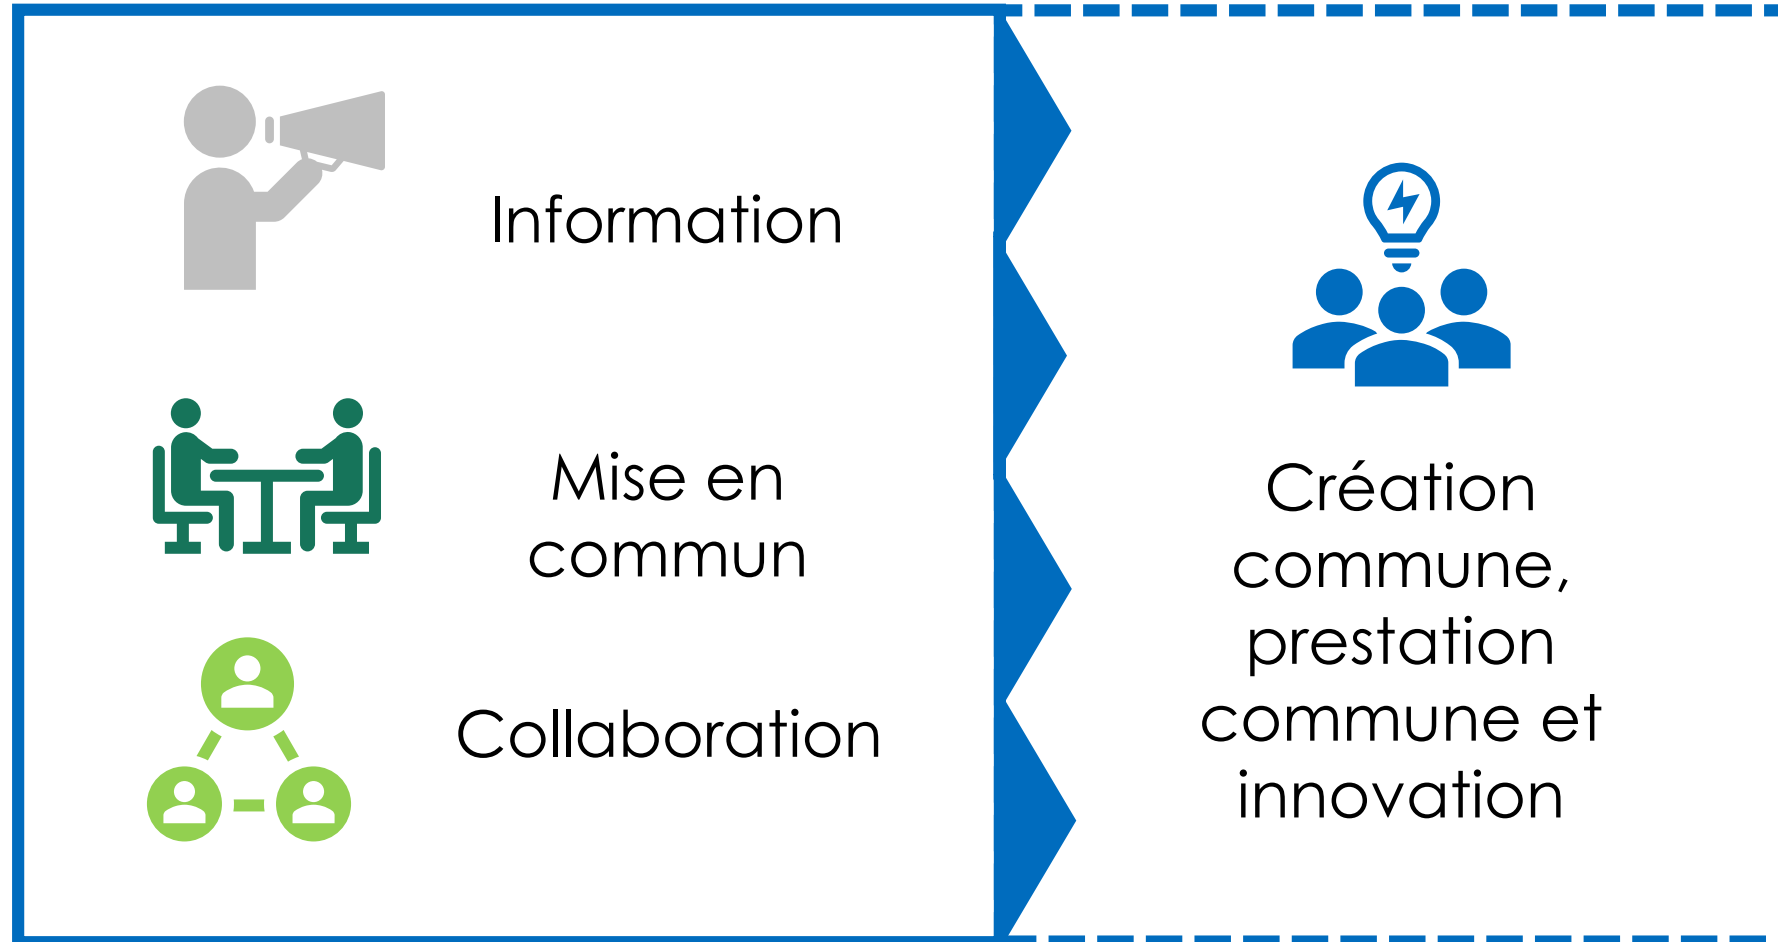 Information
Mise en
commun
Collaboration
Création
commune,
prestation
commune et
innovation